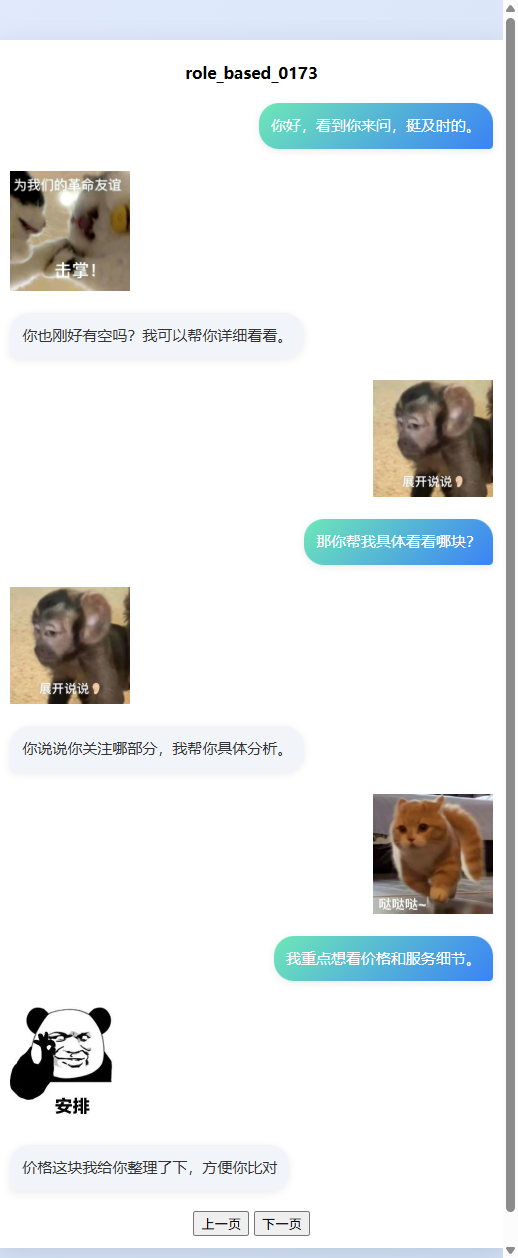 role_based_0173
你好，看到你来问，挺及时的。
为我们的革命友谊
击掌！
你也刚好有空吗？我可以帮你详细看看。
展开说说
那你帮我具体看看哪块？
展开说说
你说说你关注哪部分，我帮你具体分析。
哒哒哒~
我重点想看价格和服务细节。
安排
价格这块我给你整理了下，方便你比对
上一页 下一页